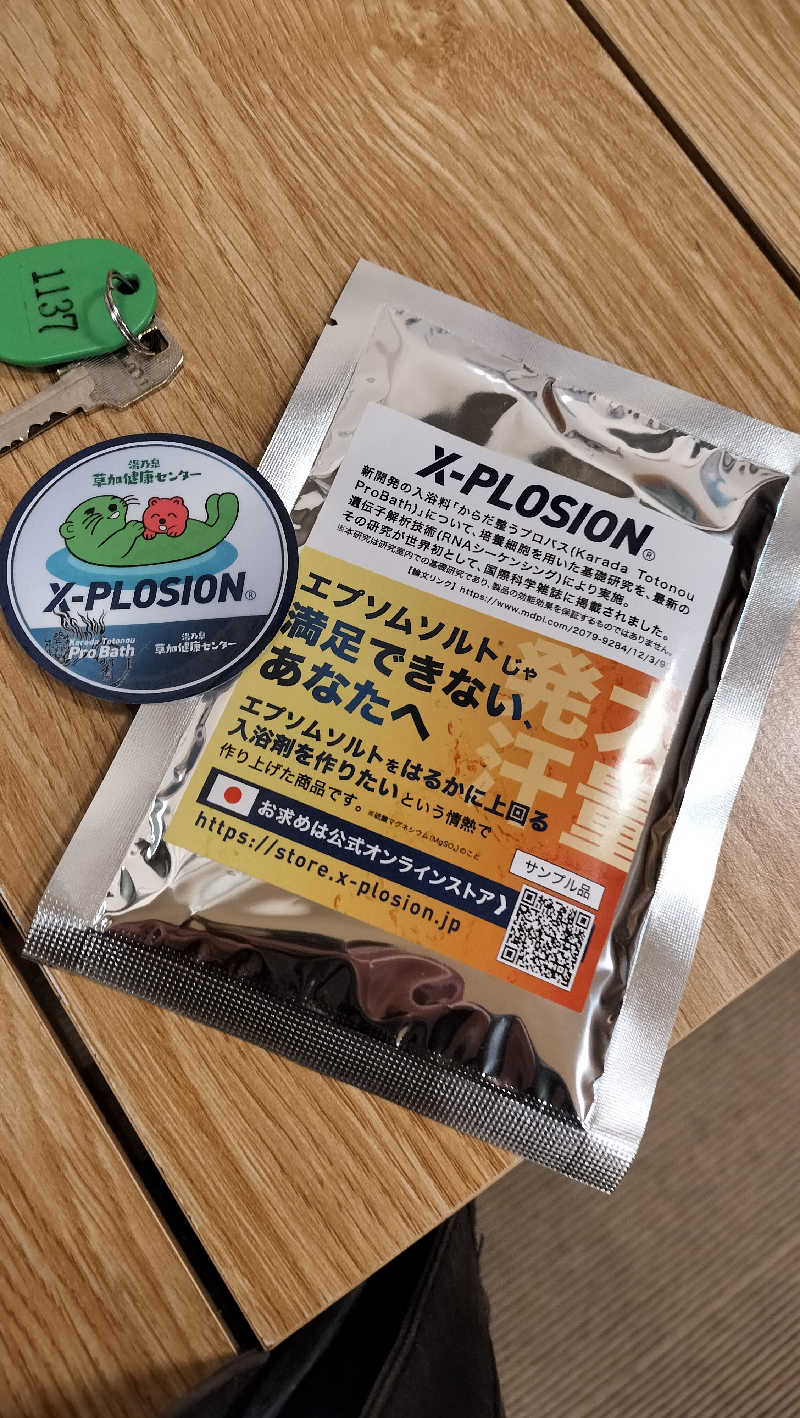 1137
湯乃泉
草加健康センター
X-PLOSION®
Karada Totonou
Pro Bath
×
湯乃泉
草加健康センター
X-PLOSION®
新開発の入浴料「からだ整うプロバス(Karada Totonou
ProBath)」について、培養細胞を用いた基礎研究を、最新の
遺伝子解析技術(RNAシーケンシング)により実施。
その研究が世界初として、国際科学雑誌に掲載されました。
※本研究は研究室内での基礎研究であり、製品の効能効果を保証するものではありません。
【論文リンク】https://www.mdpi.com/2079-9284/12/3/9
エプソムソルトじゃ
満足できない、
あなたへ
大量
発汗
エプソムソルトをはるかに上回る
入浴剤を作りたいという情熱で
作り上げた商品です。
※硫酸マグネシウム(MgSO₄)のこと
お求めは公式オンラインストア》
https://store.x-plosion.jp
サンプル品